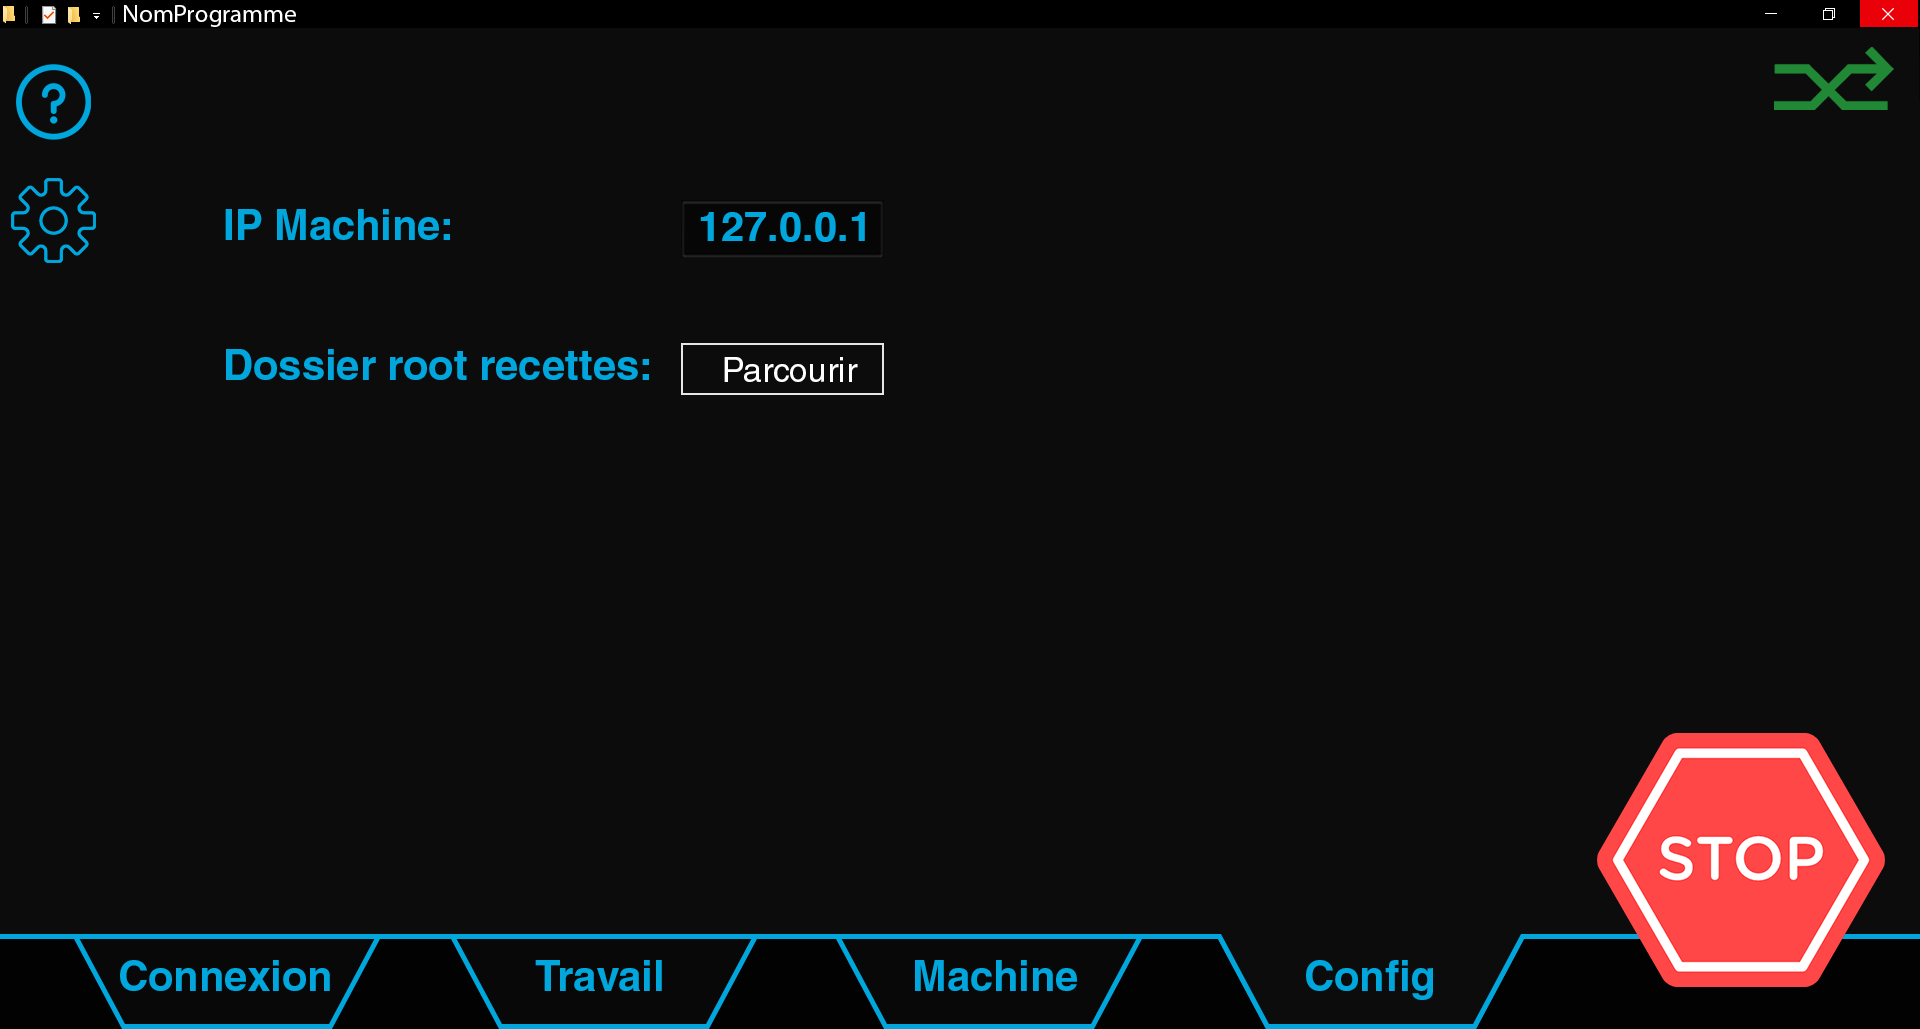 NomProgramme
?
IP Machine: 127.0.0.1
Dossier root recettes: Parcourir
STOP
Connexion Travail Machine Config